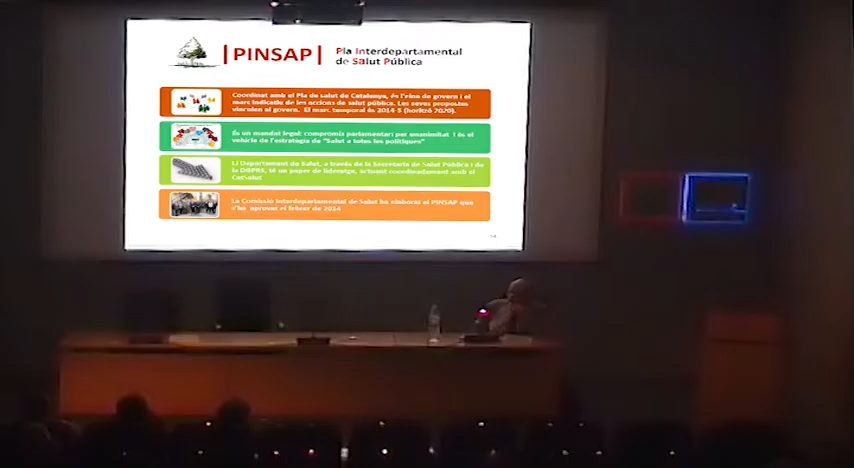 |PINSAP|
Pla Interdepartamental
de Salut Pública
Coordinat amb el Pla de salut de Catalunya, és l'eina de govern i el
marc indicatiu de les accions de salut pública. Les seves propostes
vinculen al govern. El marc temporal és 2014-5 (horitzó 2020).
És un mandat legal: compromís parlamentari per unanimitat i és el
vehicle de l'estratègia de "Salut a totes les polítiques"
El Departament de Salut, a través de la Secretaria de Salut Pública i de
la té un paper de lideratge, actuant coordinadament amb el
CatSalut
La Comissió Interdepartamental de Salut ha elaborat el PINSAP que
s'ha aprovat el febrer de 2014